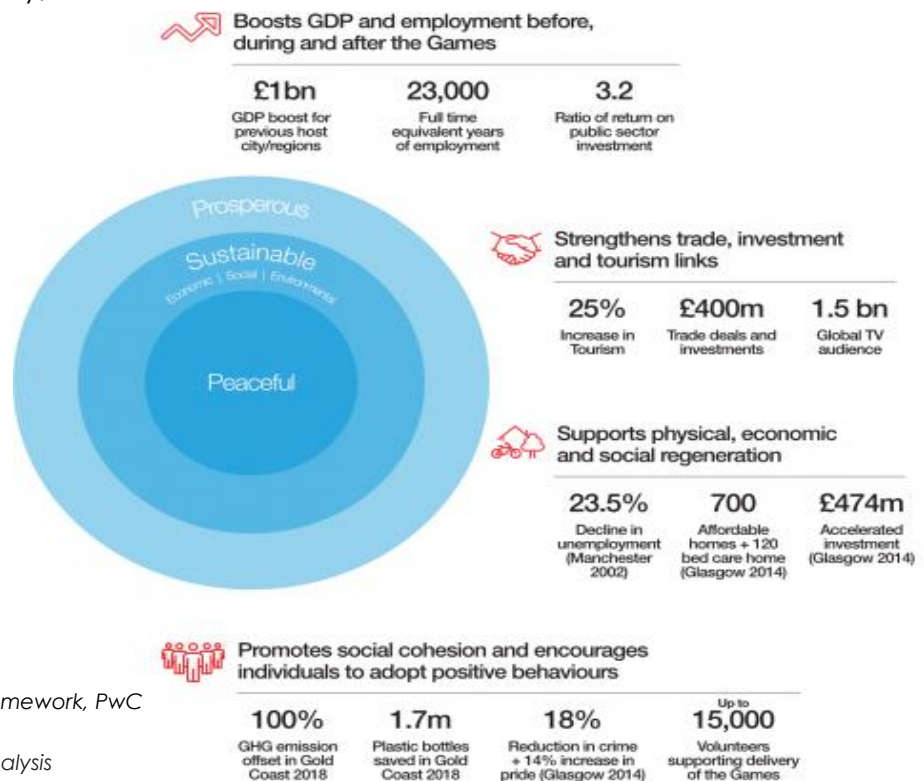 Boosts GDP and employment before,
during and after the Games
£1bn
GDP boost for
previous host
city/regions
23,000
Full time
equivalent years
of employment
3.2
Ratio of return on
public sector
investment
Prosperous
Sustainable
Economic | Social | Environmental
Peaceful
Strengthens trade, investment
and tourism links
25%
Increase in
Tourism
£400m
Trade deals and
investments
1.5 bn
Global TV
audience
Supports physical, economic
and social regeneration
23.5%
Decline in
unemployment
(Manchester
2002)
700
Affordable
homes + 120
bed care home
(Glasgow 2014)
£474m
Accelerated
investment
(Glasgow 2014)
Promotes social cohesion and encourages
individuals to adopt positive behaviours
mework, PwC
alysis
100%
GHG emission
offset in Gold
Coast 2018
1.7m
Plastic bottles
saved in Gold
Coast 2018
18%
Reduction in crime
+ 14% increase in
pride (Glasgow 2014)
Up to
15,000
Volunteers
supporting delivery
of the Games